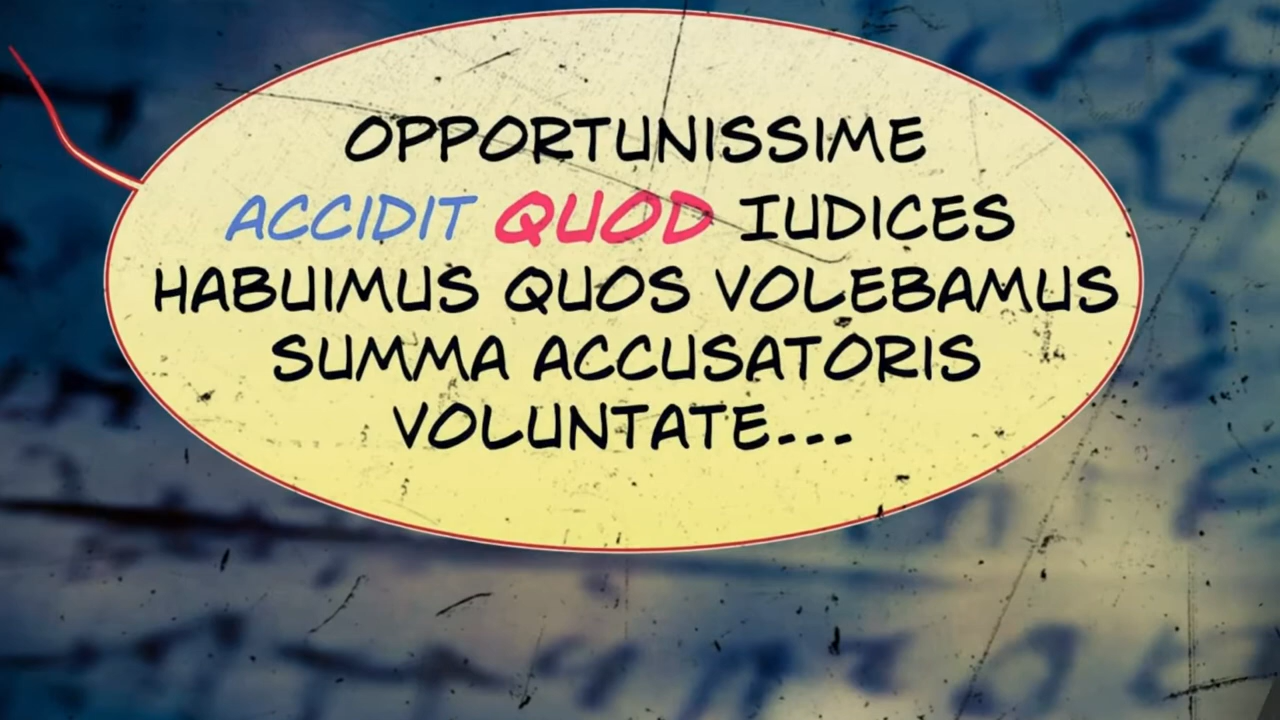 OPPORTUNISSIME
ACCIDIT QUOD IUDICES
HABUIMUS QUOS VOLEBAMUS
SUMMA ACCUSATORIS
VOLUNTATE...